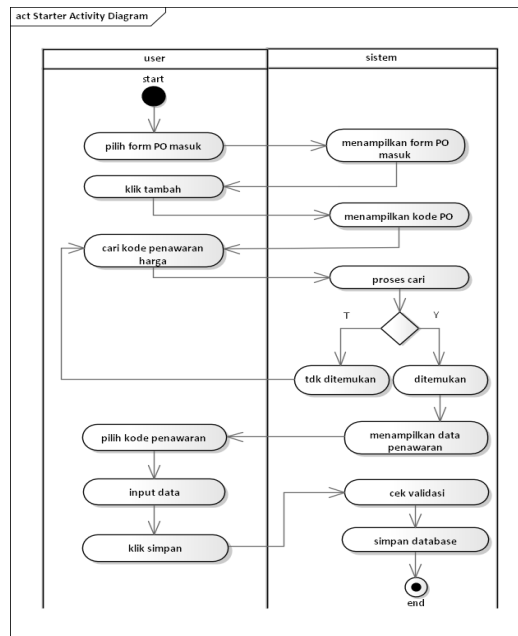 act Starter Activity Diagram
user
sistem
start
pilih form PO masuk
menampilkan form PO
masuk
klik tambah
menampilkan kode PO
cari kode penawaran
harga
proses cari
T
Y
tdk ditemukan
ditemukan
pilih kode penawaran
menampilkan data
penawaran
input data
cek validasi
klik simpan
simpan database
end